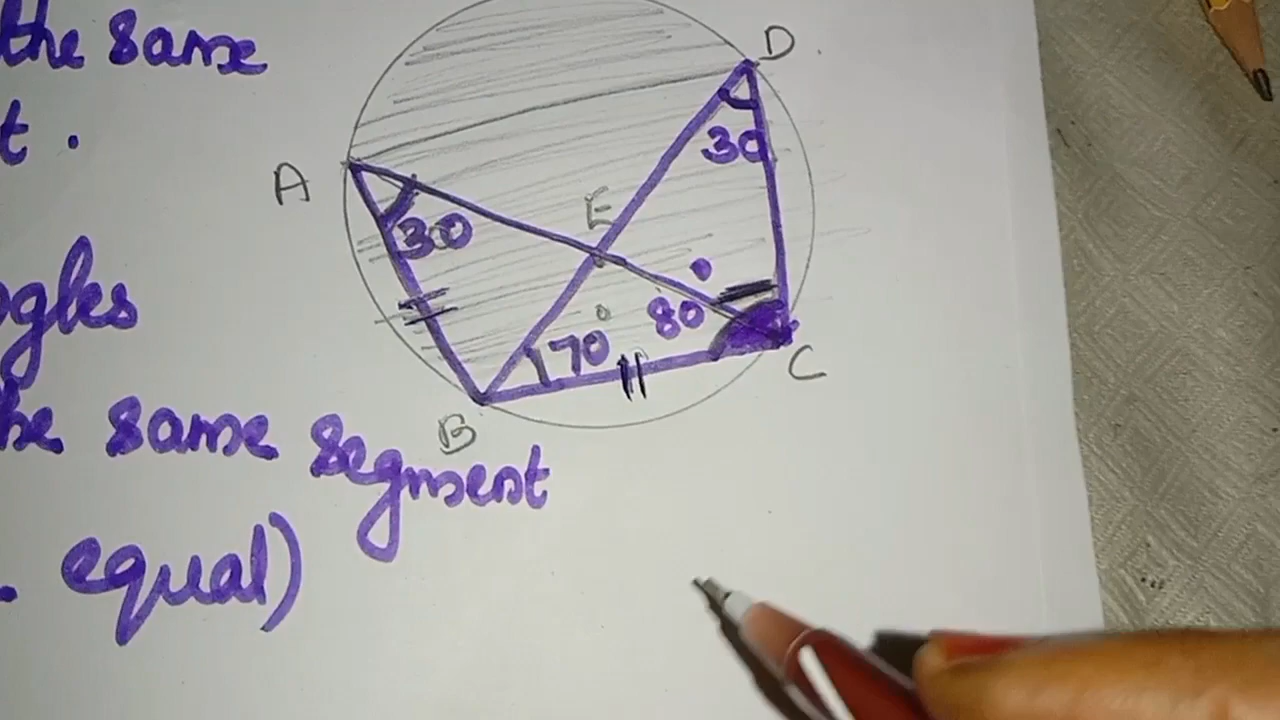 the same
t .
ngles
he same segment
. equal)
D .
A
30
E
30
80°
70°
C
B